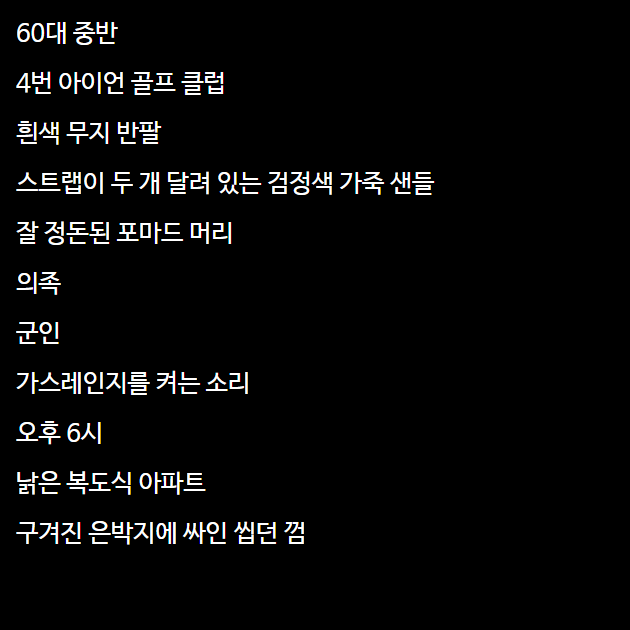 60대 중반
4번 아이언 골프 클럽
흰색 무지 반팔
스트랩이 두 개 달려 있는 검정색 가죽 샌들
잘 정돈된 포마드 머리
의족
군인
가스레인지를 켜는 소리
오후 6시
낡은 복도식 아파트
구겨진 은박지에 싸인 씹던 껌